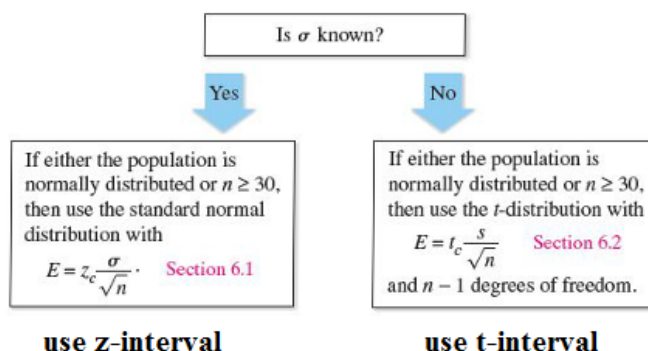 Is σ known?
Yes
No
If either the population is
normally distributed or n ≥ 30,
then use the standard normal
distribution with
E = z_c σ/√n . Section 6.1
If either the population is
normally distributed or n ≥ 30,
then use the t-distribution with
E = t_c s/√n Section 6.2
and n − 1 degrees of freedom.
use z-interval
use t-interval